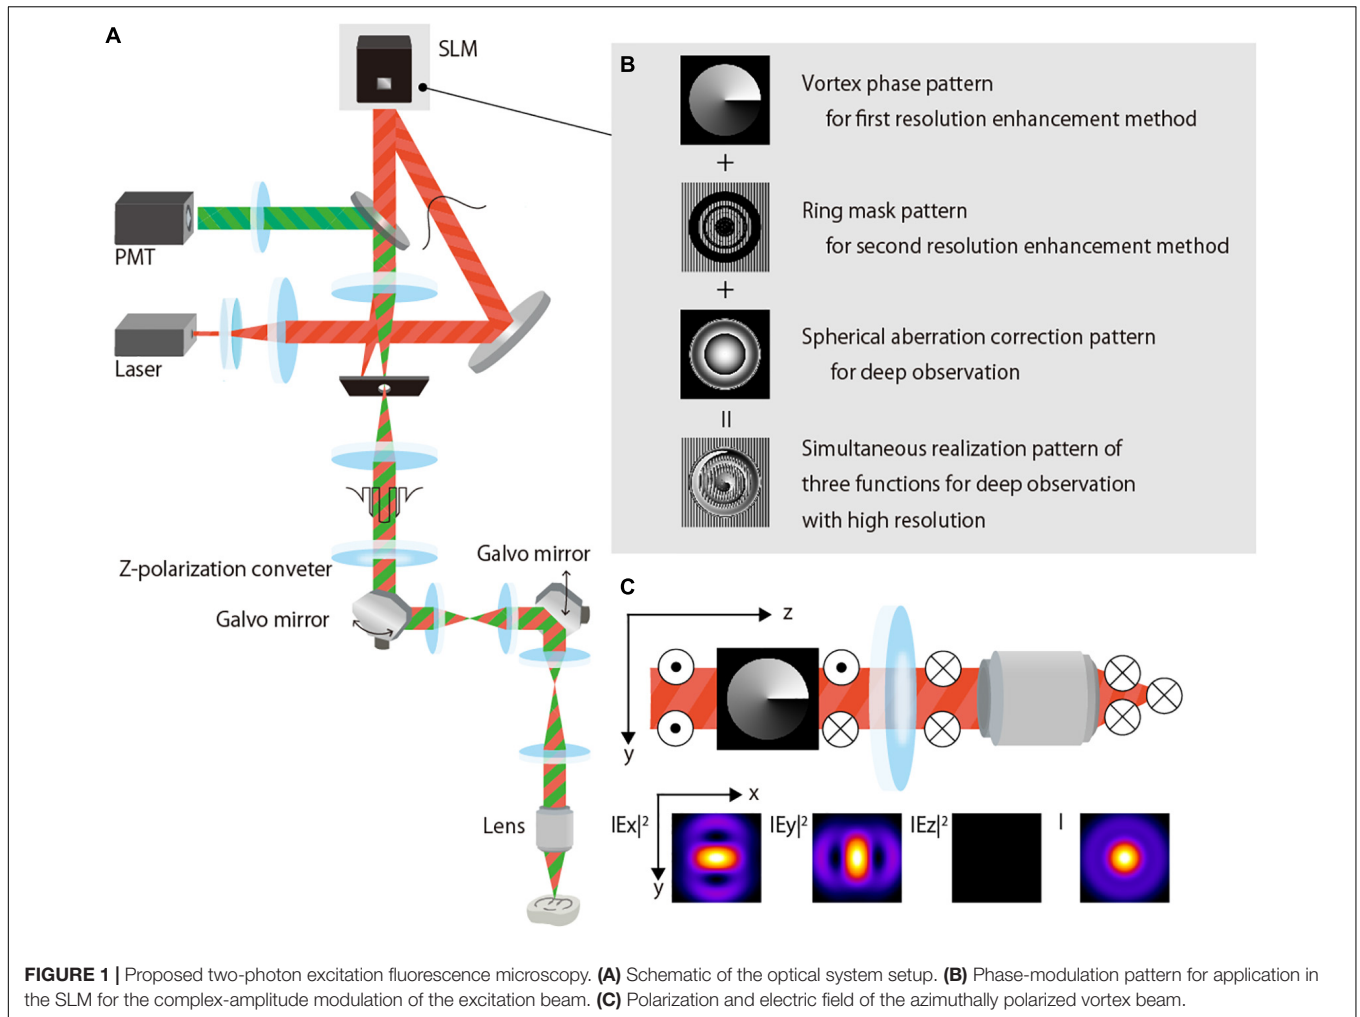 A
SLM
PMT
Laser
Z-polarization conveter
Galvo mirror
Galvo mirror
Lens
B
Vortex phase pattern
for first resolution enhancement method
+
Ring mask pattern
for second resolution enhancement method
+
Spherical aberration correction pattern
for deep observation
=
Simultaneous realization pattern of
three functions for deep observation
with high resolution
C
z
y
x
y
|Ex|²
|Ey|²
|Ez|²
I
FIGURE 1 | Proposed two-photon excitation fluorescence microscopy. (A) Schematic of the optical system setup. (B) Phase-modulation pattern for application in
the SLM for the complex-amplitude modulation of the excitation beam. (C) Polarization and electric field of the azimuthally polarized vortex beam.